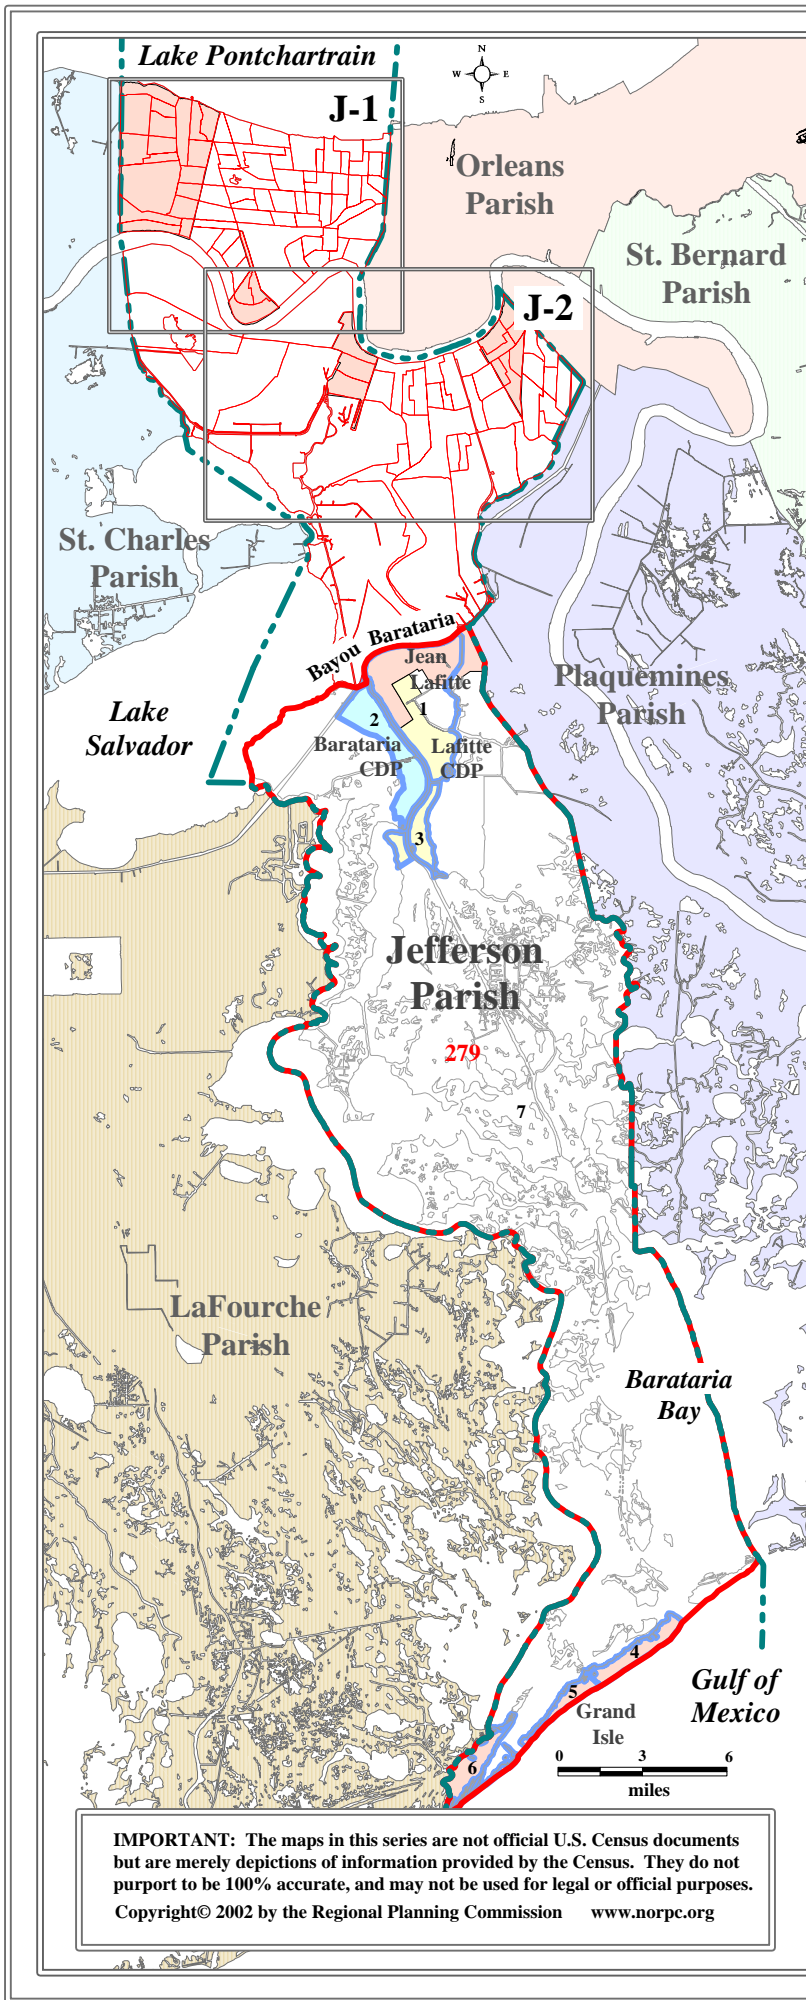 Lake Pontchartrain
N
W E
S
J-1
Orleans
Parish
St. Bernard
Parish
J-2
St. Charles
Parish
Bayou Barataria
Jean
Lafitte
Plaquemines
Parish
Lake
Salvador
1
2
Barataria
CDP
Lafitte
CDP
3
Jefferson
Parish
279
7
LaFourche
Parish
Barataria
Bay
4
5
Gulf of
Mexico
Grand
Isle
6
0 3 6
miles
IMPORTANT: The maps in this series are not official U.S. Census documents
but are merely depictions of information provided by the Census. They do not
purport to be 100% accurate, and may not be used for legal or official purposes.
Copyright© 2002 by the Regional Planning Commission www.norpc.org